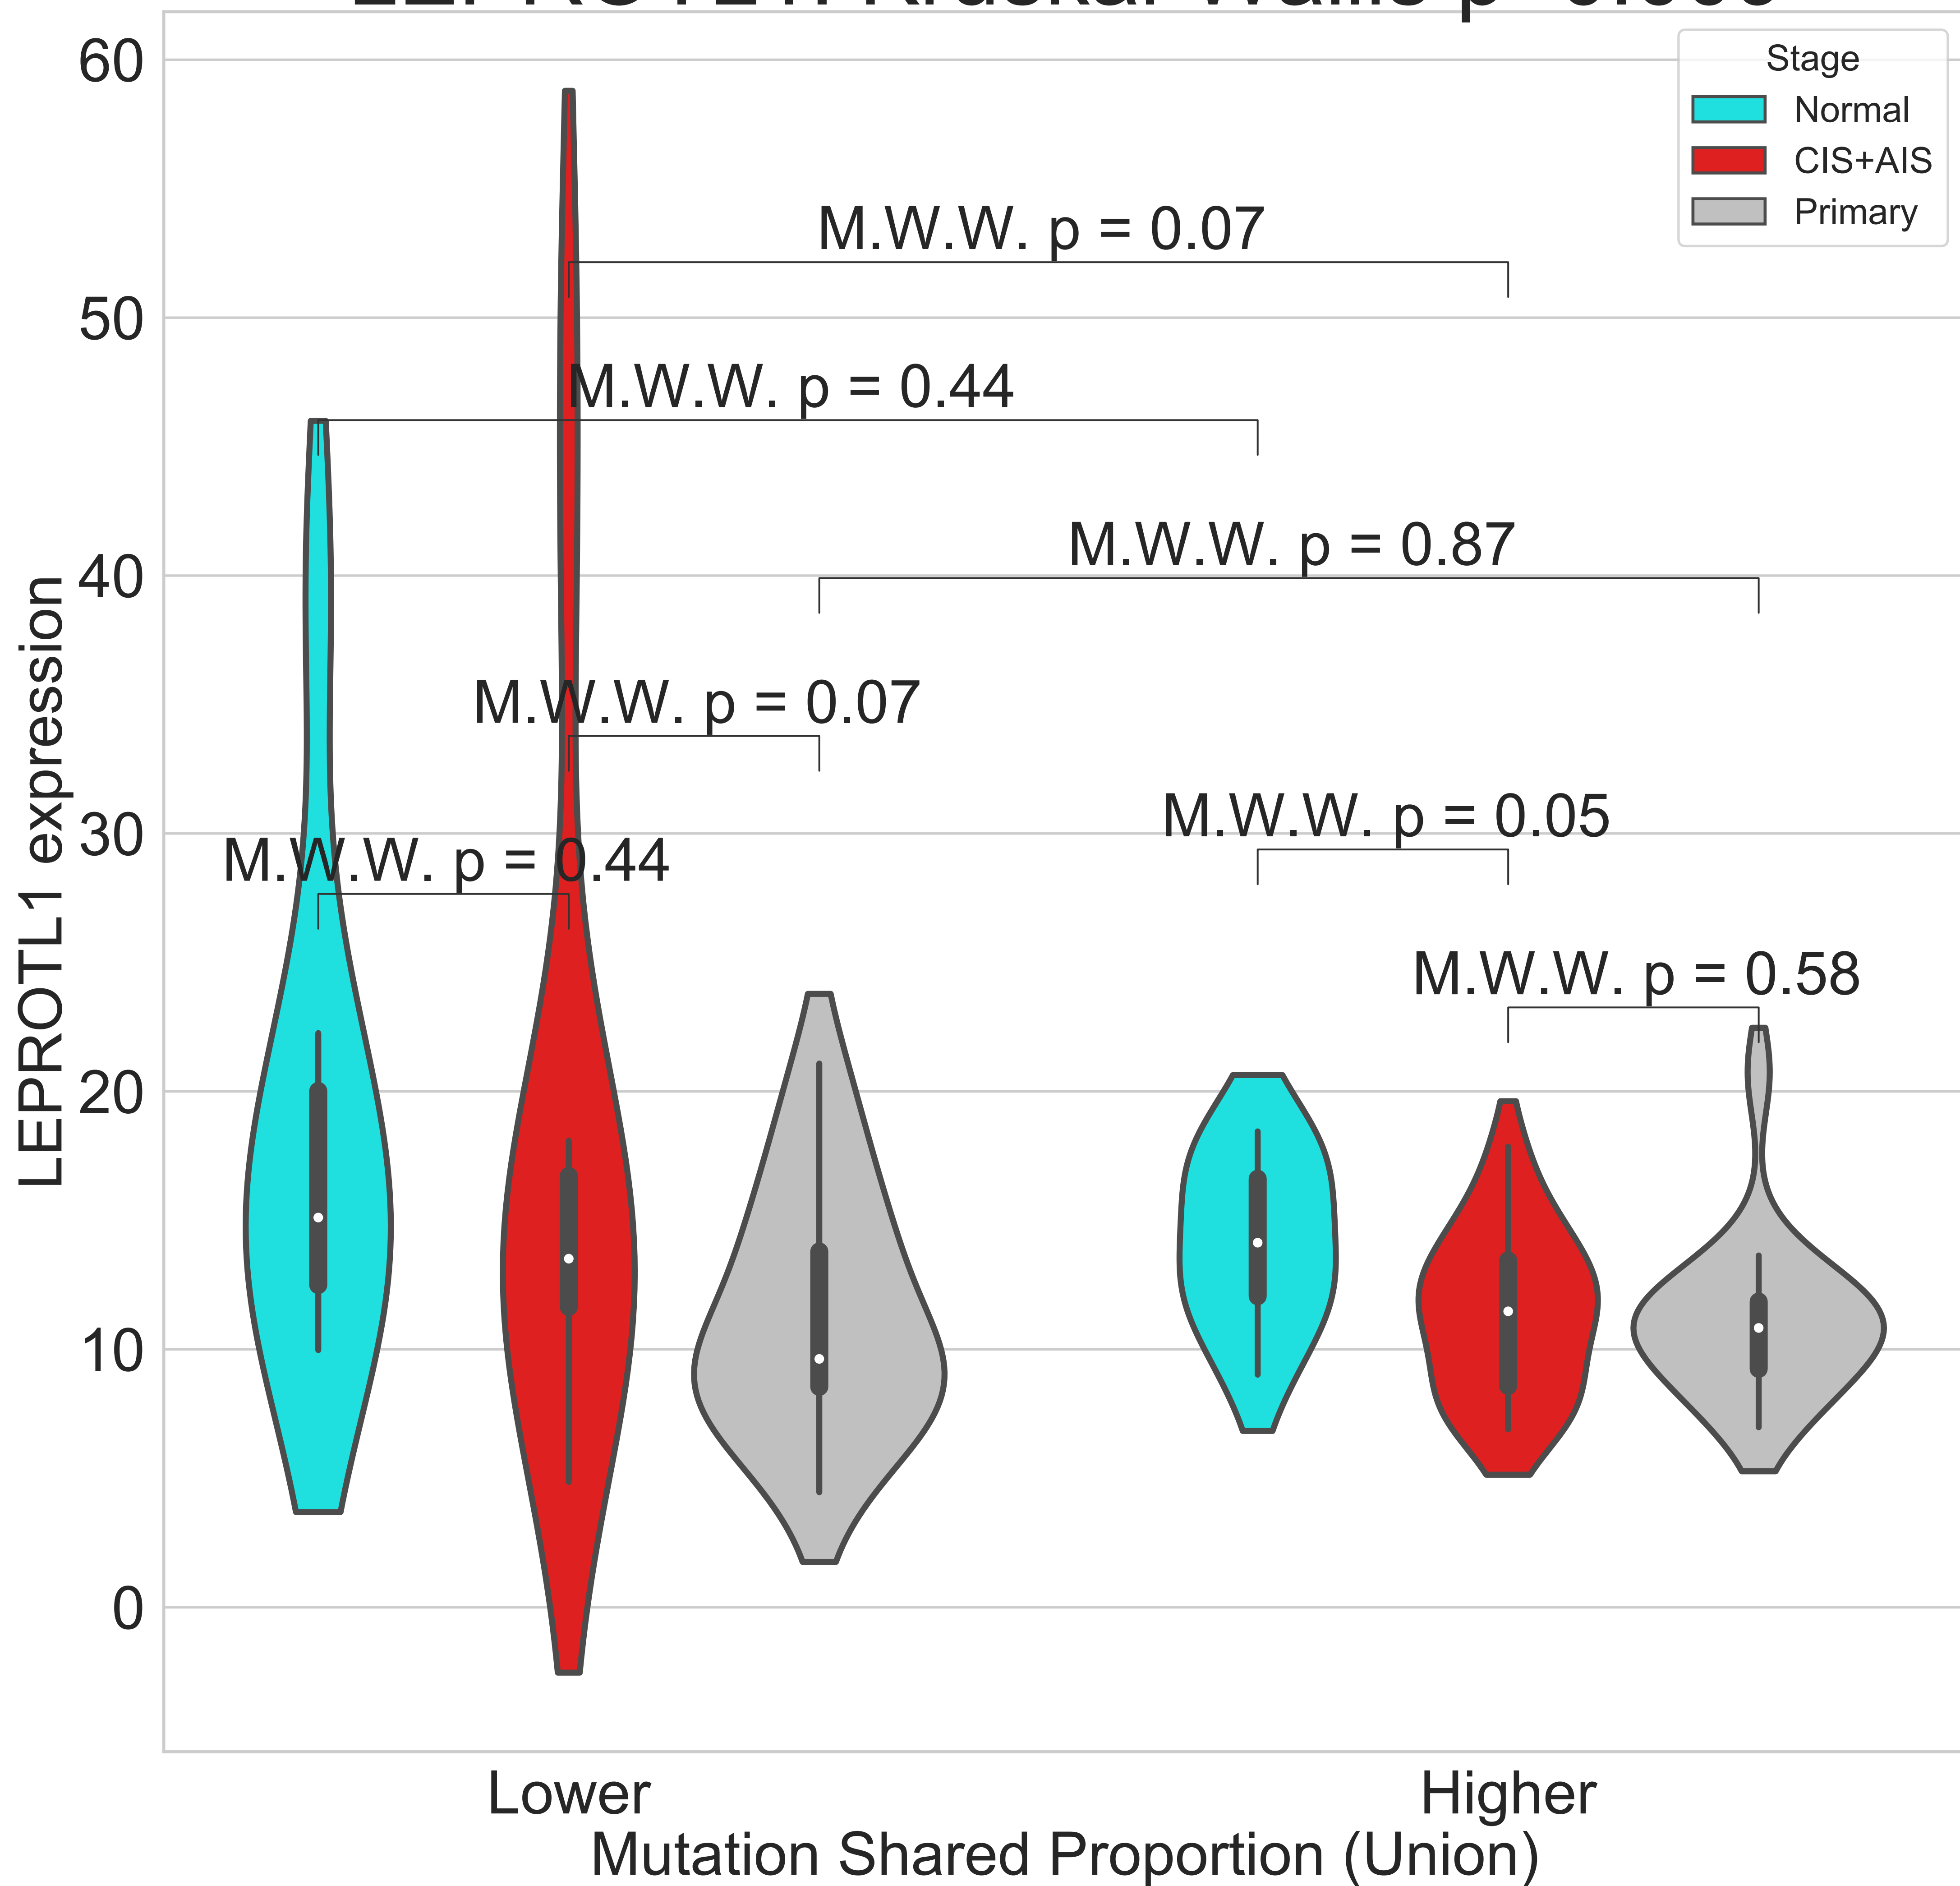 60
Stage
Normal
CIS+AIS
Primary
M.W.W. p = 0.07
50
M.W.W. p = 0.44
M.W.W. p = 0.87
40
M.W.W. p = 0.07
M.W.W. p = 0.05
30
M.W.W. p = 0.44
M.W.W. p = 0.58
20
10
0
LEPROTL1 expression
Lower
Higher
Mutation Shared Proportion (Union)